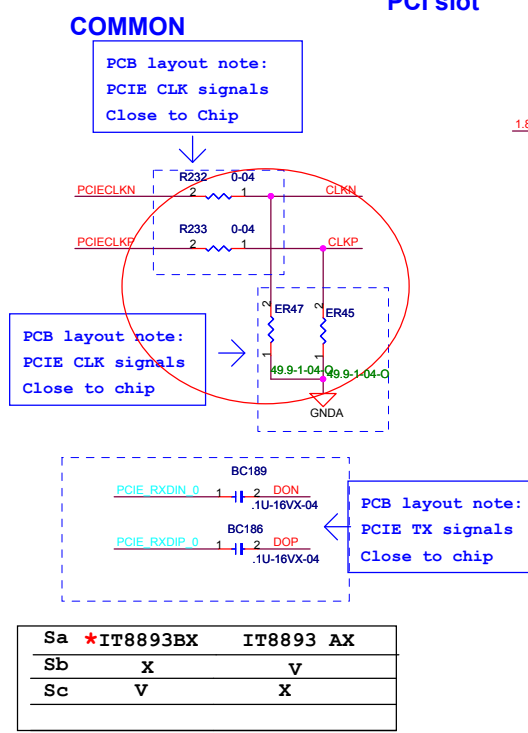 PCI slot
COMMON
PCB layout note:
PCIE CLK signals
Close to Chip
1.8
R232 0-04
PCIECLKN 2 1 CLKN
R233 0-04
PCIECLKP 2 1 CLKP
2 ER47 2 ER45
PCB layout note:
PCIE CLK signals
Close to chip
1 1
49.9-1-04-O 49.9-1-04-O
GNDA
BC189
PCIE_RXDIN_0 1 2 DON
.1U-16VX-04
BC186
PCIE_RXDIP_0 1 2 DOP
.1U-16VX-04
PCB layout note:
PCIE TX signals
Close to chip
Sa *IT8893BX IT8893 AX
Sb X V
Sc V X